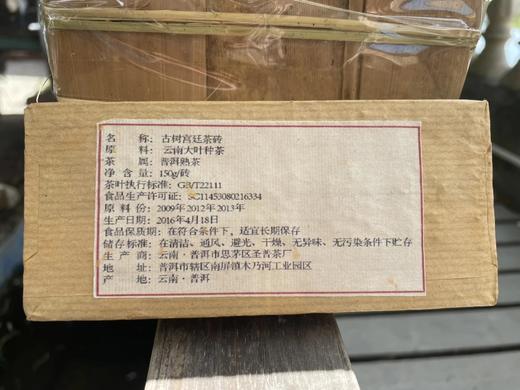 名 称：古树宫廷茶砖
原 料：云南大叶种茶
茶 属：普洱熟茶
净 含 量：150g/砖
茶叶执行标准：GB/T22111
食品生产许可证：SC11453080216334
原 料 份：2009年2012年2013年
生产日期：2016年4月18日
食品保质期：在符合条件下，适宜长期保存
储存标准：在清洁、通风、避光、干燥、无异味、无污染条件下贮存
生 产 商：云南·普洱市思茅区圣普茶厂
地 址：普洱市辖区南屏镇木乃河工业园区
产 地：云南·普洱